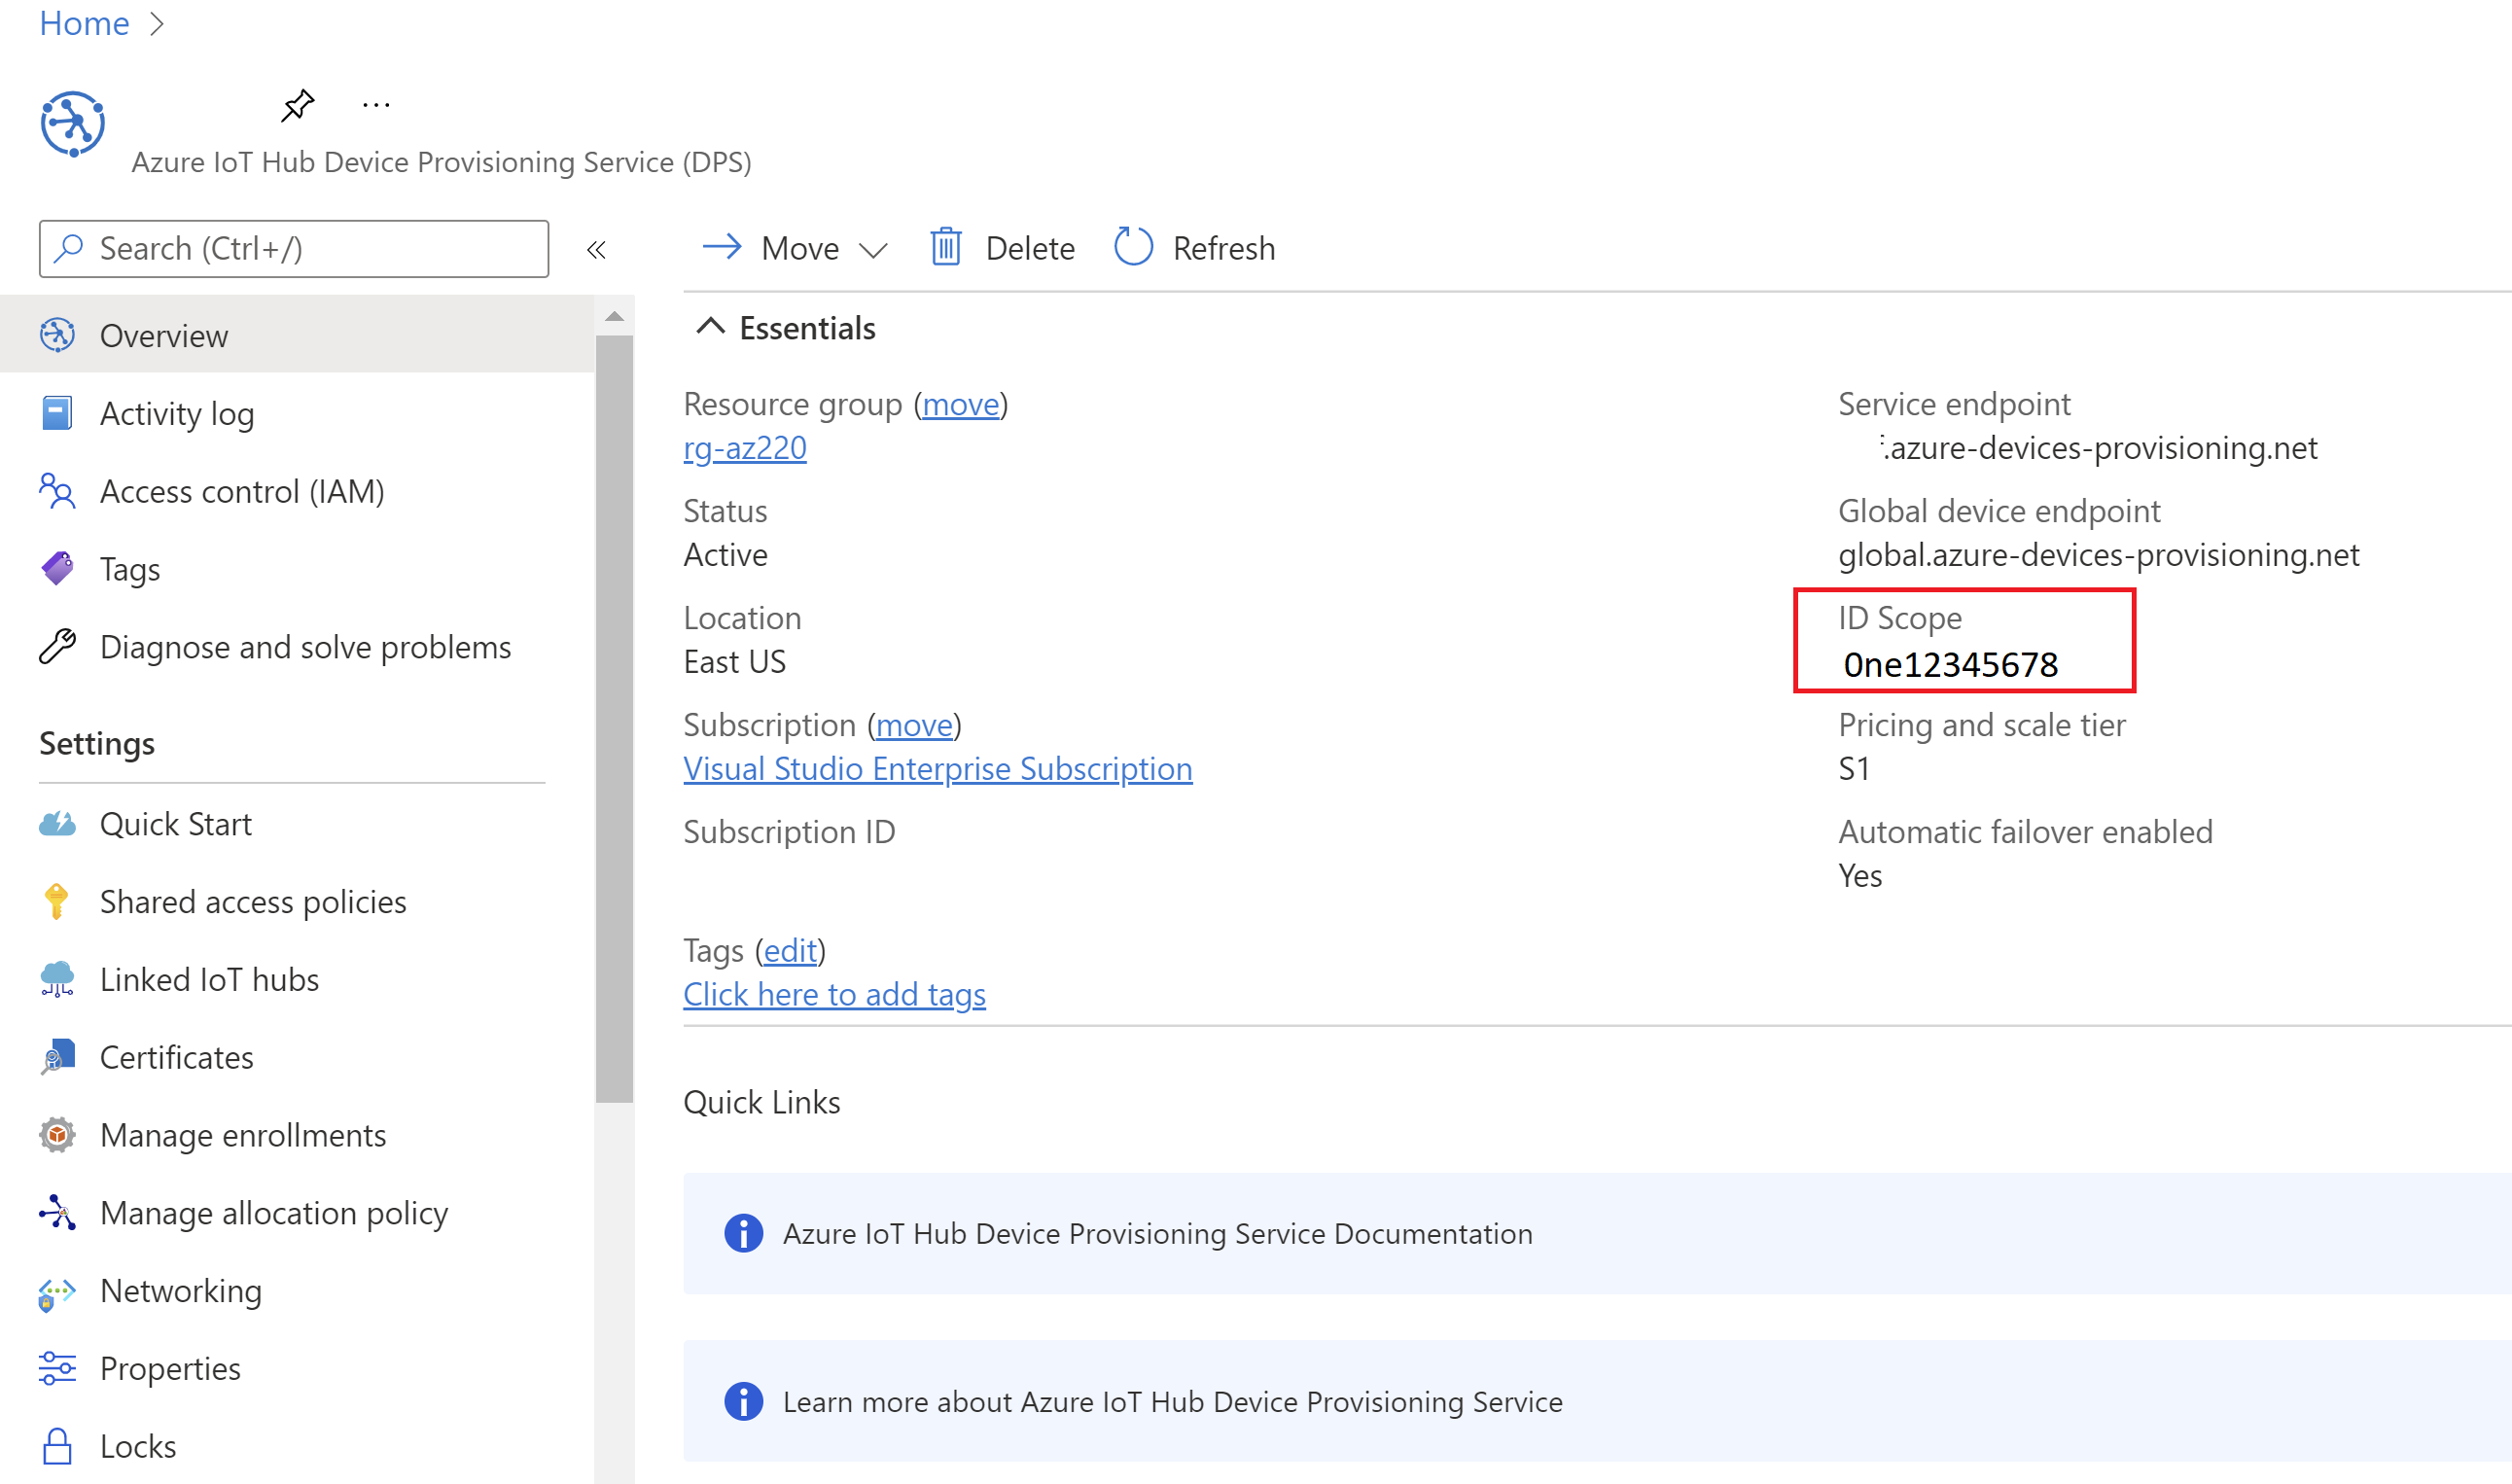 Home
Azure IoT Hub Device Provisioning Service (DPS)
Search (Ctrl+/)
Overview
Activity log
Access control (IAM)
Tags
Diagnose and solve problems
Settings
Quick Start
Shared access policies
Linked IoT hubs
Certificates
Manage enrollments
Manage allocation policy
Networking
Properties
Locks
Move
Delete
Refresh
Essentials
Resource group (move)
rg-az220
Status
Active
Location
East US
Subscription (move)
Visual Studio Enterprise Subscription
Subscription ID
Tags (edit)
Click here to add tags
Service endpoint
.azure-devices-provisioning.net
Global device endpoint
global.azure-devices-provisioning.net
ID Scope
0ne12345678
Pricing and scale tier
S1
Automatic failover enabled
Yes
Quick Links
Azure IoT Hub Device Provisioning Service Documentation
Learn more about Azure IoT Hub Device Provisioning Service